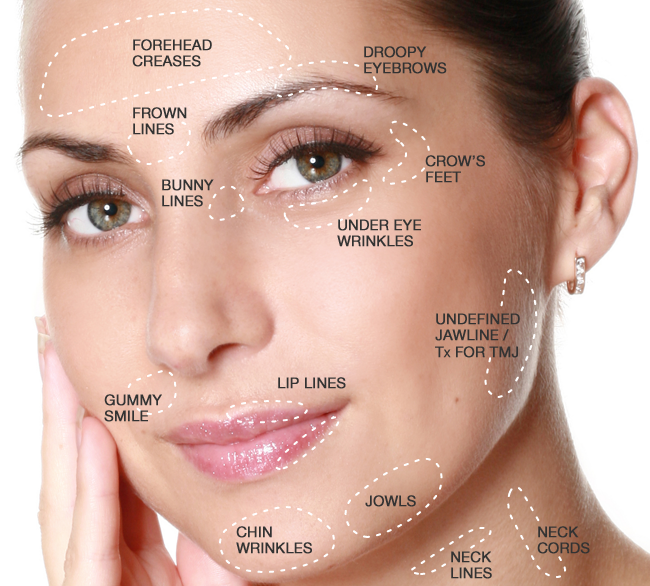 FOREHEAD
CREASES
DROOPY
EYEBROWS
FROWN
LINES
CROW'S
FEET
BUNNY
LINES
UNDER EYE
WRINKLES
UNDEFINED
JAWLINE /
Tx FOR TMJ
LIP LINES
GUMMY
SMILE
JOWLS
CHIN
WRINKLES
NECK
CORDS
NECK
LINES